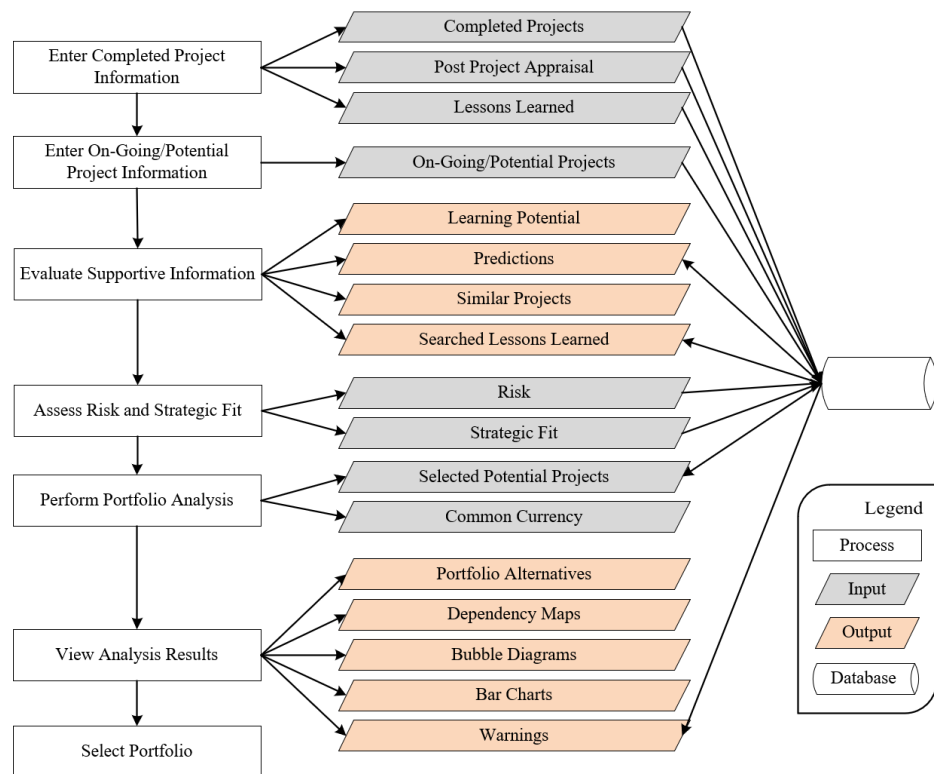 Enter Completed Project
Information
Completed Projects
Post Project Appraisal
Lessons Learned
Enter On-Going/Potential
Project Information
On-Going/Potential Projects
Evaluate Supportive Information
Learning Potential
Predictions
Similar Projects
Searched Lessons Learned
Assess Risk and Strategic Fit
Risk
Strategic Fit
Perform Portfolio Analysis
Selected Potential Projects
Common Currency
View Analysis Results
Portfolio Alternatives
Dependency Maps
Bubble Diagrams
Bar Charts
Warnings
Select Portfolio
Legend
Process
Input
Output
Database